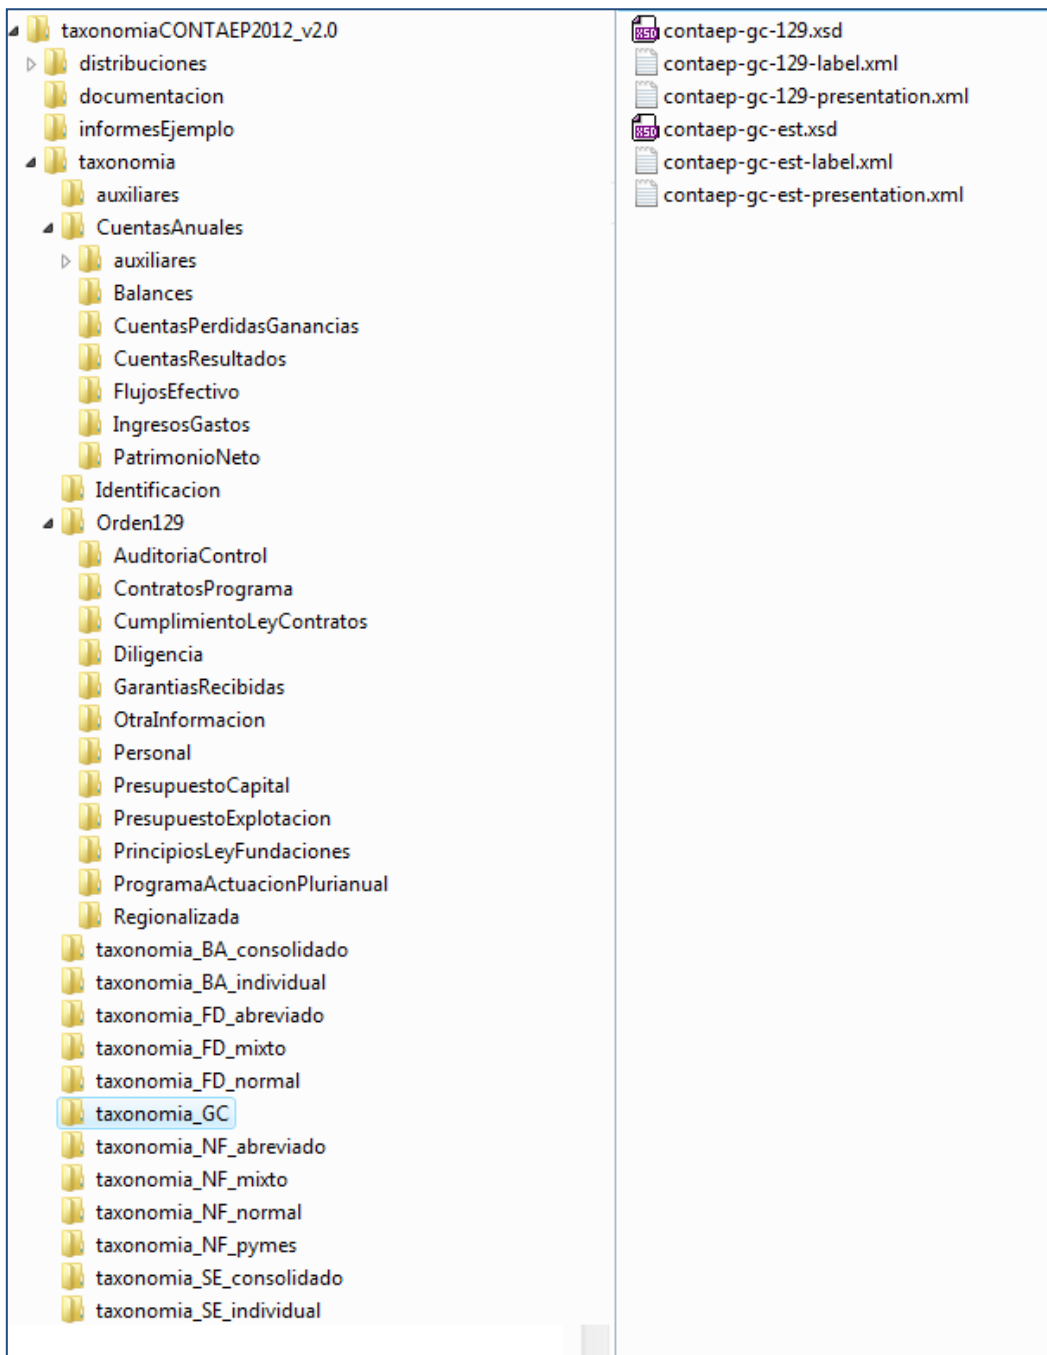 taxonomiaCONTAEP2012_v2.0
distribuciones
documentacion
informesEjemplo
taxonomia
auxiliares
CuentasAnuales
auxiliares
Balances
CuentasPerdidasGanancias
CuentasResultados
FlujosEfectivo
IngresosGastos
PatrimonioNeto
Identificacion
Orden129
AuditoriaControl
ContratosPrograma
CumplimientoLeyContratos
Diligencia
GarantiasRecibidas
OtraInformacion
Personal
PresupuestoCapital
PresupuestoExplotacion
PrincipiosLeyFundaciones
ProgramaActuacionPlurianual
Regionalizada
taxonomia_BA_consolidado
taxonomia_BA_individual
taxonomia_FD_abreviado
taxonomia_FD_mixto
taxonomia_FD_normal
taxonomia_GC
taxonomia_NF_abreviado
taxonomia_NF_mixto
taxonomia_NF_normal
taxonomia_NF_pymes
taxonomia_SE_consolidado
taxonomia_SE_individual
XSD contaep-gc-129.xsd
contaep-gc-129-label.xml
contaep-gc-129-presentation.xml
XSD contaep-gc-est.xsd
contaep-gc-est-label.xml
contaep-gc-est-presentation.xml